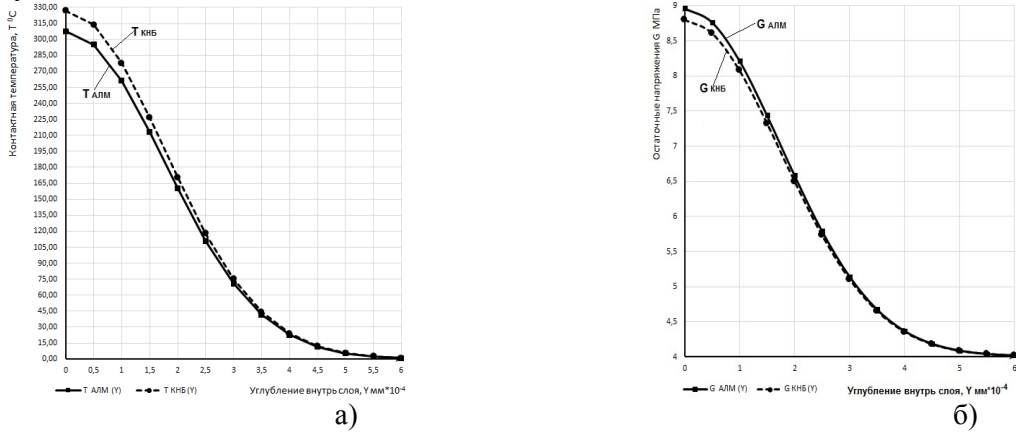 Контактная температура, Т ⁰С
330,00
315,00
300,00
285,00
270,00
255,00
240,00
225,00
210,00
195,00
180,00
165,00
150,00
135,00
120,00
105,00
90,00
75,00
60,00
45,00
30,00
15,00
0,00
Т КНБ
Т АЛМ
0 0,5 1 1,5 2 2,5 3 3,5 4 4,5 5 5,5 6
Т АЛМ (Y) Т КНБ(Y) Углубление внутрь слоя, Y мм*10⁻⁴
а)
Остаточные напряжения G МПа
9
8,5
8
7,5
7
6,5
6
5,5
5
4,5
4
G АЛМ
G КНБ
0 1 2 3 4 5 6
G АЛМ (Y) G КНБ(Y) Углубление внутрь слоя, Y мм*10⁻⁴
б)